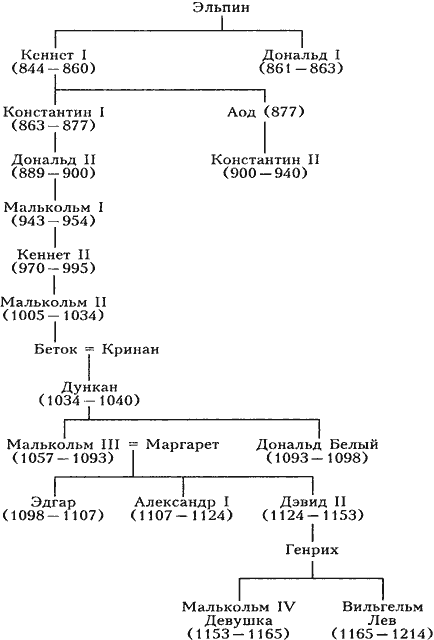 Эльпин
Кеннет I
(844 – 860)
Дональд I
(861 – 863)
Константин I
(863 – 877)
Аод (877)
Дональд II
(889 – 900)
Константин II
(900 – 940)
Малькольм I
(943 – 954)
Кеннет II
(970 – 995)
Малькольм II
(1005 – 1034)
Беток = Кринан
Дункан
(1034 – 1040)
Малькольм III = Маргарет
(1057 – 1093)
Дональд Белый
(1093 – 1098)
Эдгар
(1098 – 1107)
Александр I
(1107 – 1124)
Дэвид II
(1124 – 1153)
Генрих
Малькольм IV
Девушка
(1153 – 1165)
Вильгельм
Лев
(1165 – 1214)